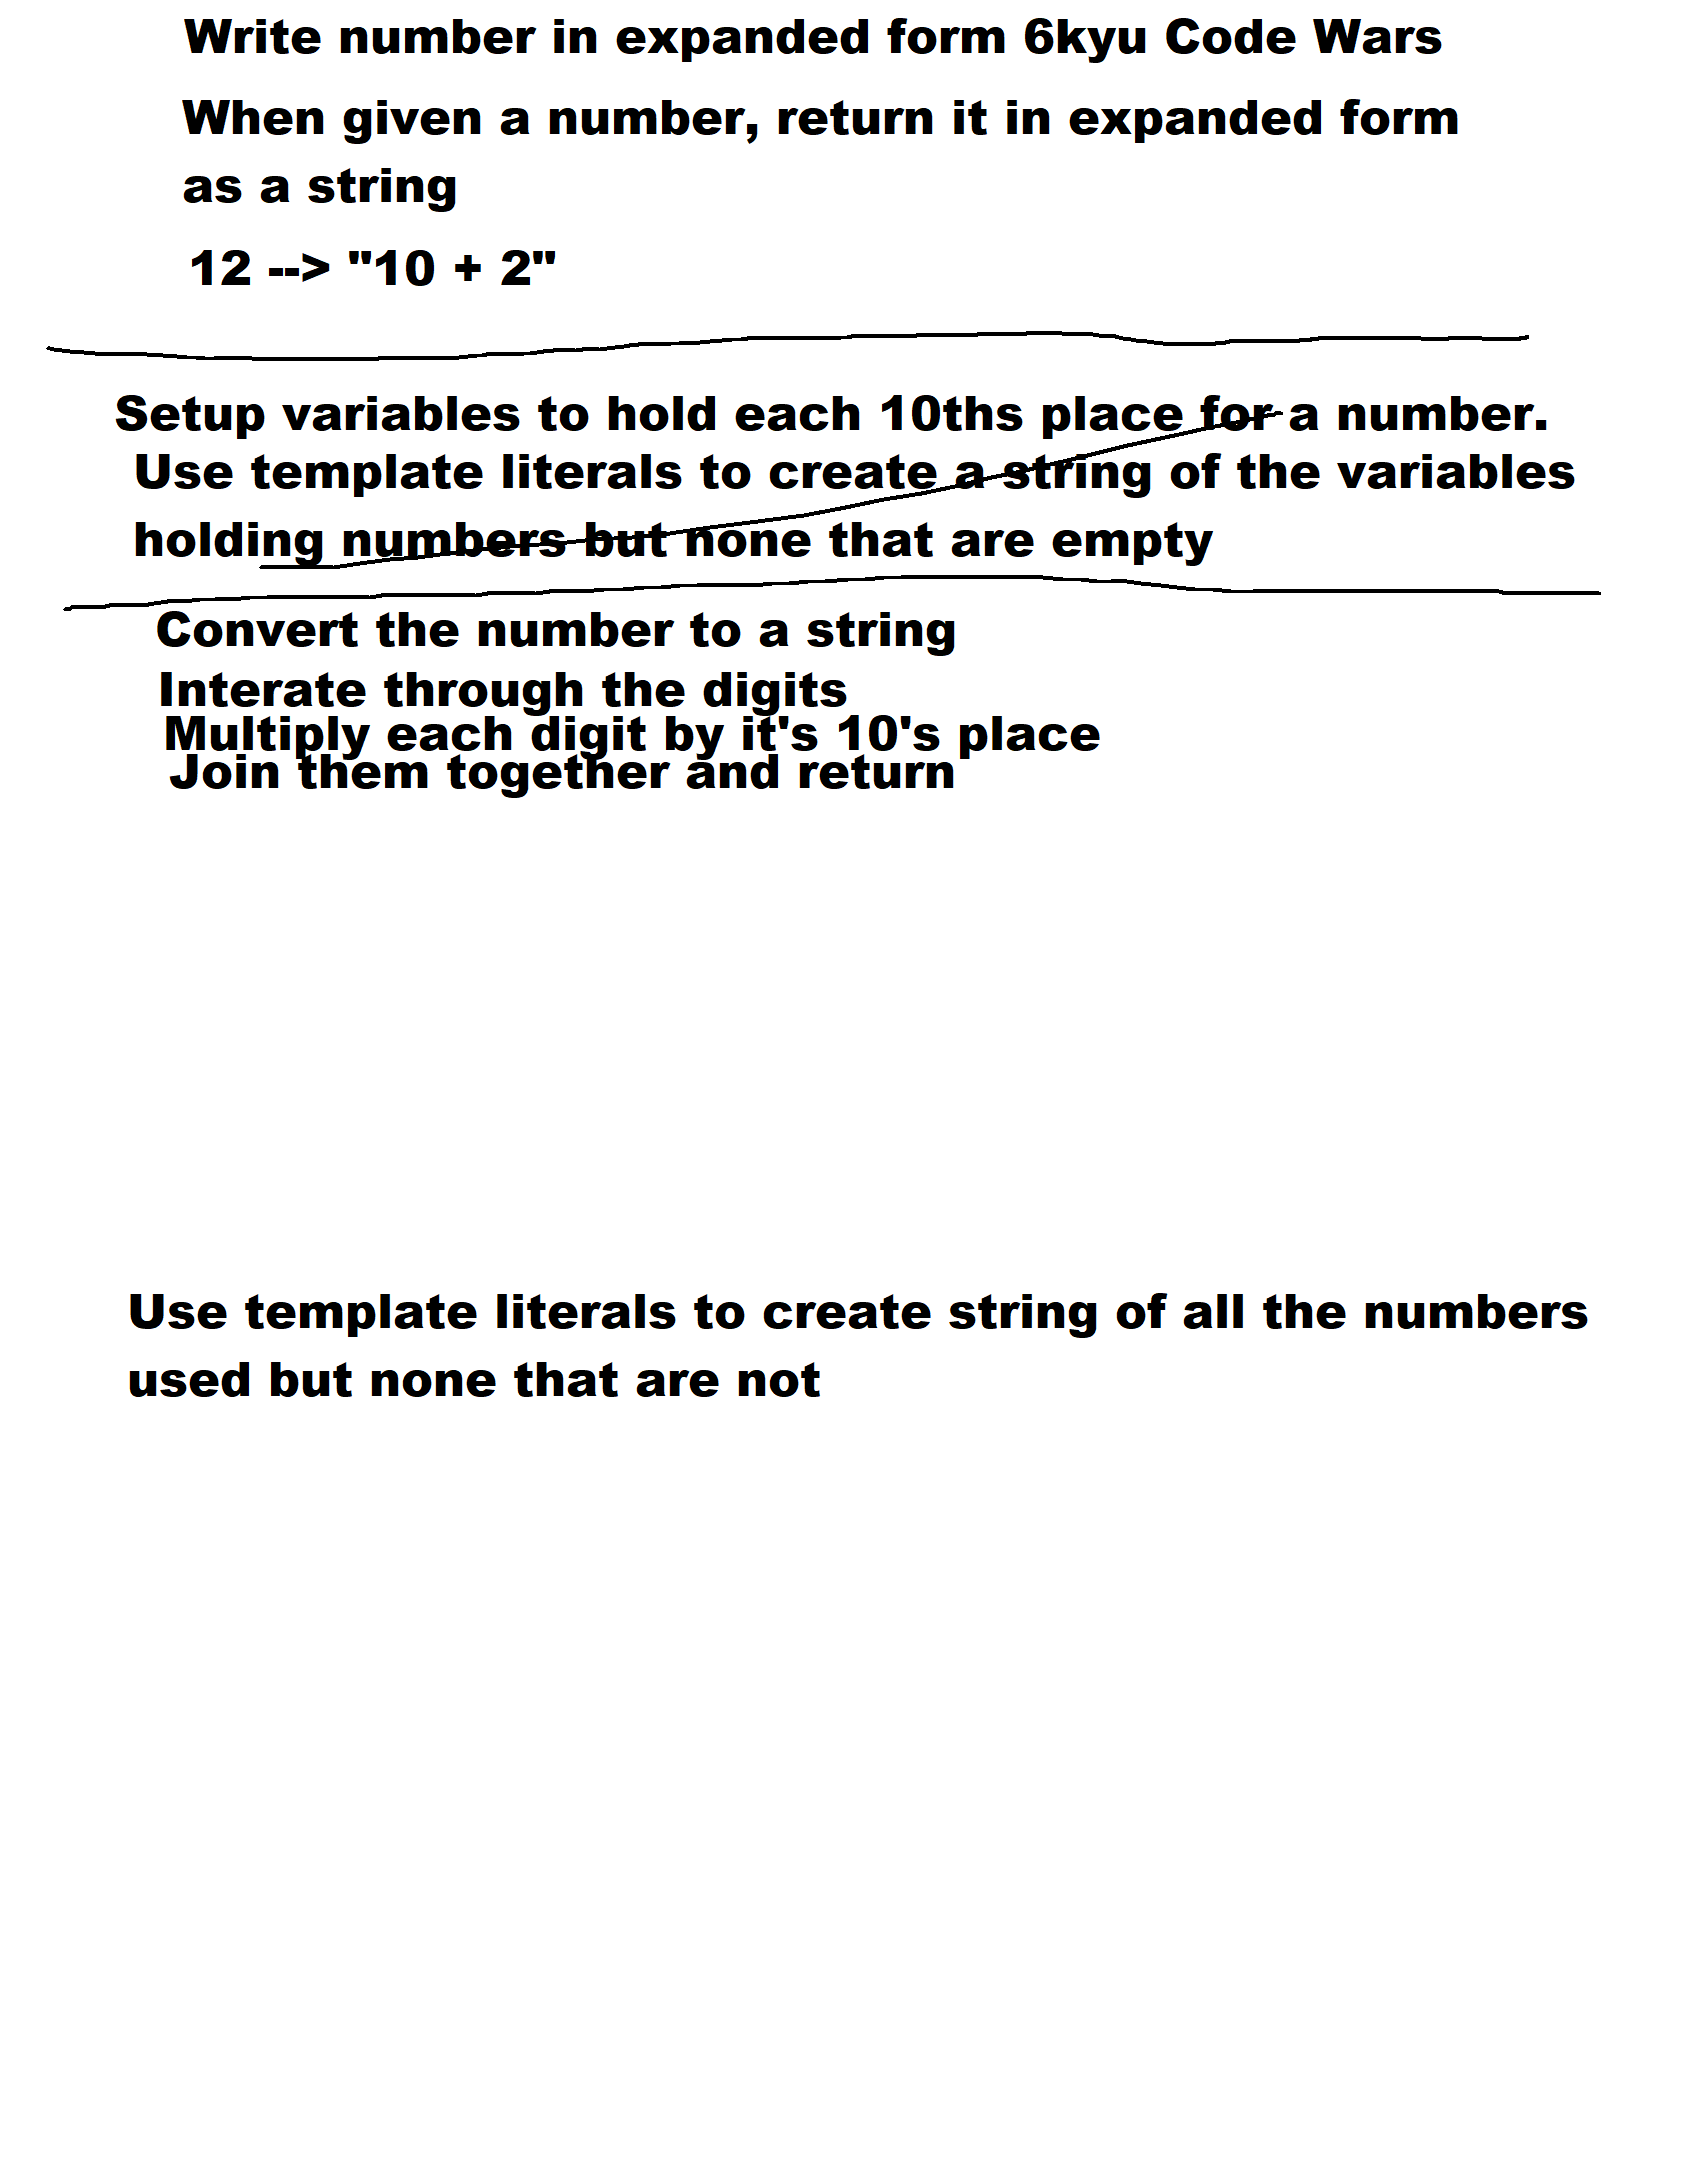 Write number in expanded form 6kyu Code Wars
When given a number, return it in expanded form
as a string
12 --> "10 + 2"
Setup variables to hold each 10ths place for a number.
Use template literals to create a string of the variables
holding numbers but none that are empty
Convert the number to a string
Interate through the digits
Multiply each digit by it's 10's place
Join them together and return
Use template literals to create string of all the numbers
used but none that are not